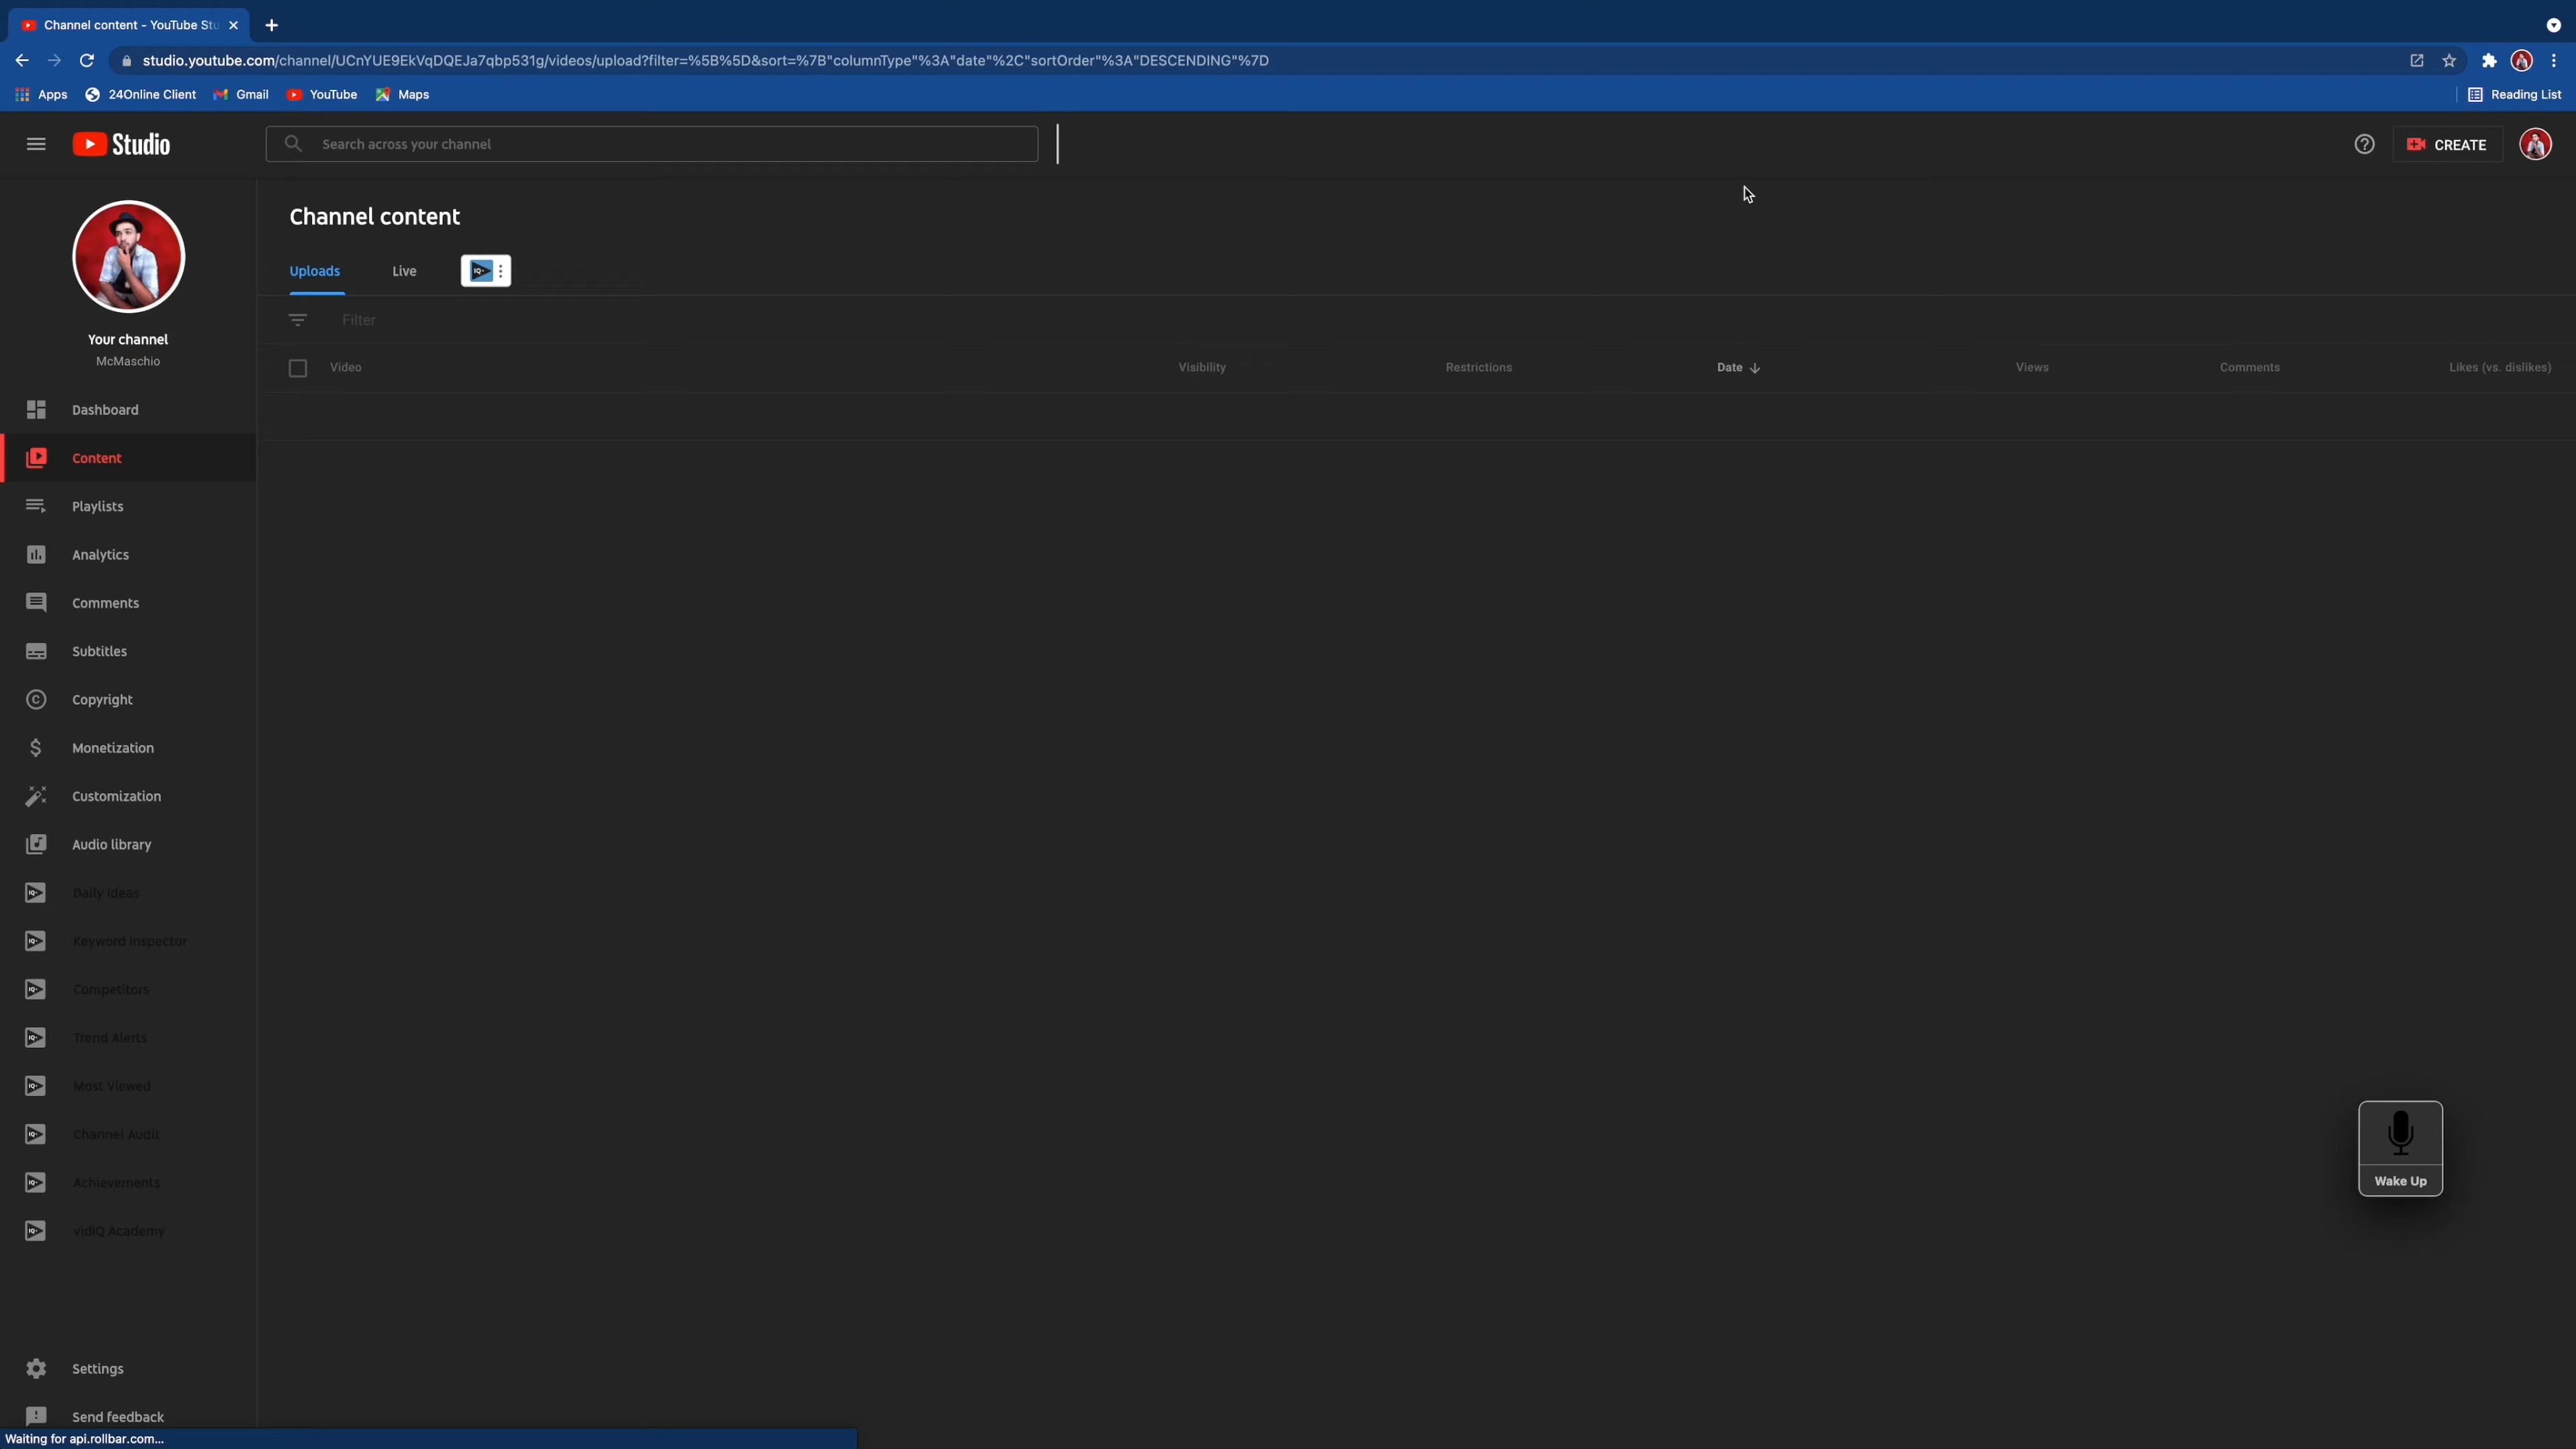 Channel content - YouTube Stu
studio.youtube.com/channel/UCnYUE9EkVqDQEJa7qbp531g/videos/upload?filter=%5B%5D&sort=%7B"columnType"%3A"date"%2C"sortOrder"%3A"DESCENDING"%7D
Apps 24Online Client Gmail YouTube Maps Reading List
Studio Search across your channel CREATE
Channel content
Uploads Live IQ+
Filter
Video Visibility Restrictions Date Views Comments Likes (vs. dislikes)
Your channel
McMaschio
Dashboard
Content
Playlists
Analytics
Comments
Subtitles
Copyright
Monetization
Customization
Audio library
Daily Ideas
Keyword Inspector
Competitors
Trend Alerts
Most Viewed
Channel Audit
Achievements
vidIQ Academy
Wake Up
Settings
Send feedback
Waiting for api.rollbar.com...